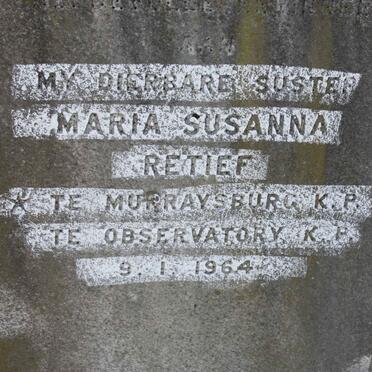 MY DIERBARE SUSTER
MARIA SUSANNA
RETIEF
* TE MURRAYSBURG K.P.
TE OBSERVATORY K.P.
9. 1. 1964